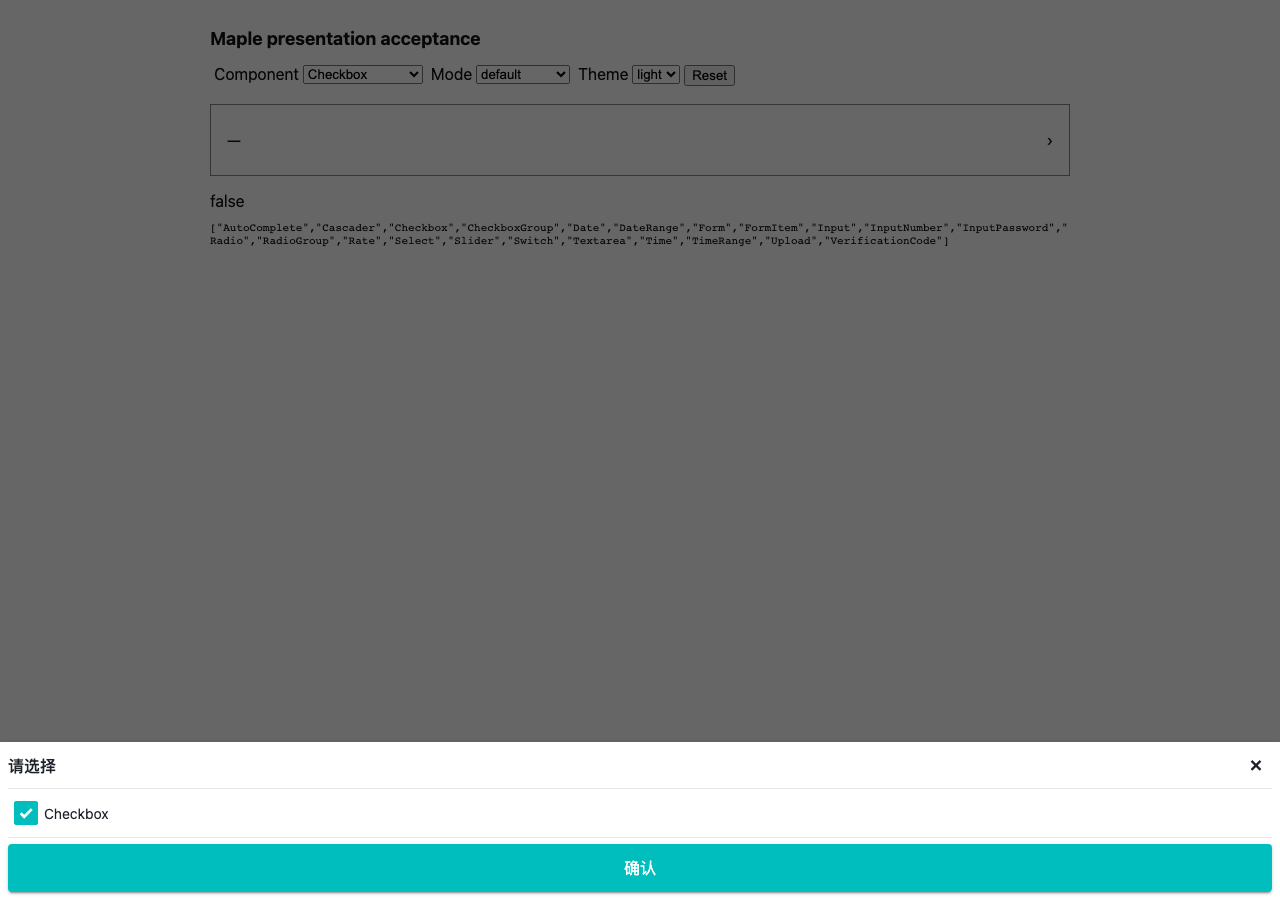 Maple presentation acceptance
Component Checkbox Mode default Theme light Reset
— ›
false
["AutoComplete","Cascader","Checkbox","CheckboxGroup","Date","DateRange","Form","FormItem","Input","InputNumber","InputPassword","
Radio","RadioGroup","Rate","Select","Slider","Switch","Textarea","Time","TimeRange","Upload","VerificationCode"]
请选择 ×
Checkbox
确认